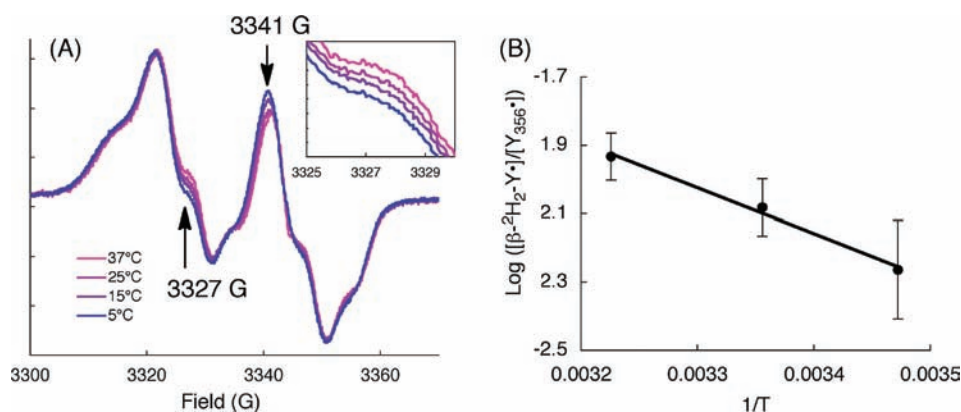 (A)
3341 G
3325 3327 3329
37°C
25°C
15°C
5°C
3327 G
3300 3320 3340 3360
Field (G)
(B)
-1.7
1.9
2.1
2.3
-2.5
Log ([β-²H₂-Y•]/[Y₃₅₆•])
0.0032 0.0033 0.0034 0.0035
1/T